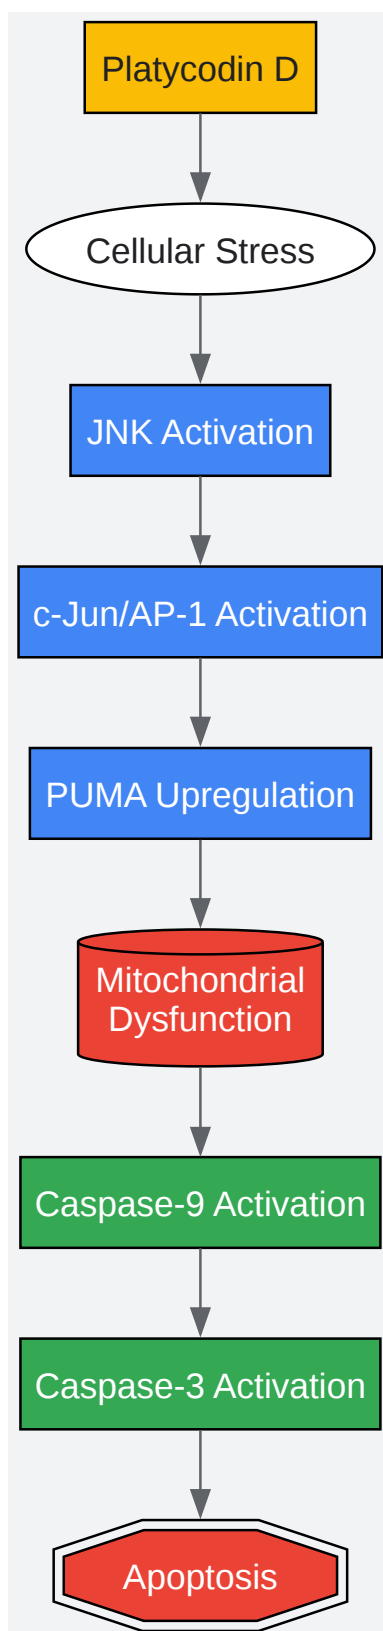 Platycodin D
Cellular Stress
JNK Activation
c-Jun/AP-1 Activation
PUMA Upregulation
Mitochondrial
Dysfunction
Caspase-9 Activation
Caspase-3 Activation
Apoptosis